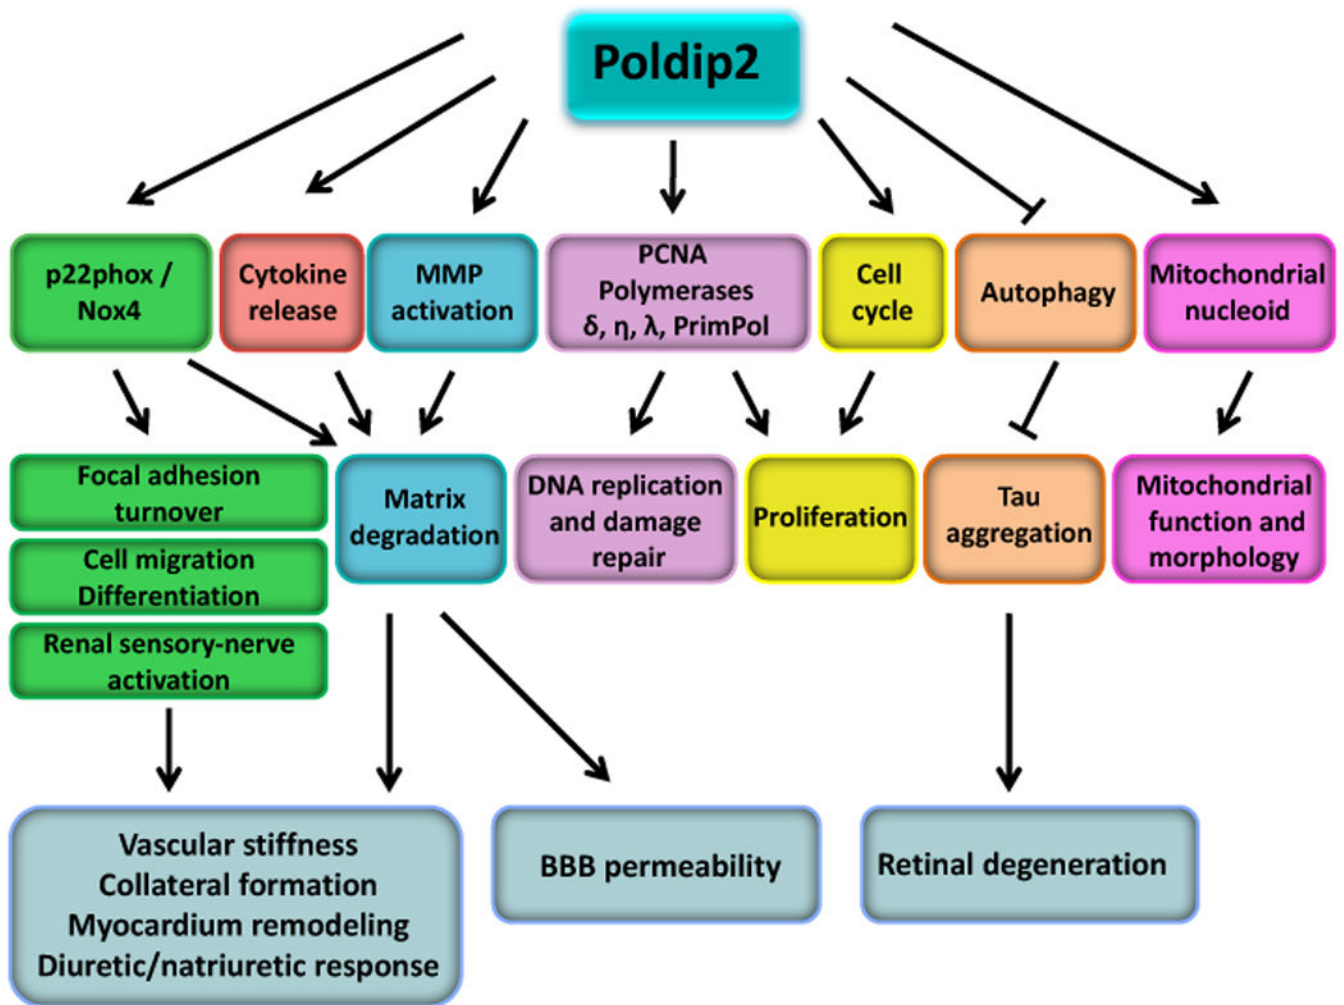 Poldip2
p22phox /
Nox4
Cytokine
release
MMP
activation
PCNA
Polymerases
δ, η, λ, PrimPol
Cell
cycle
Autophagy
Mitochondrial
nucleoid
Focal adhesion
turnover
Cell migration
Differentiation
Renal sensory-nerve
activation
Matrix
degradation
DNA replication
and damage
repair
Proliferation
Tau
aggregation
Mitochondrial
function and
morphology
Vascular stiffness
Collateral formation
Myocardium remodeling
Diuretic/natriuretic response
BBB permeability
Retinal degeneration